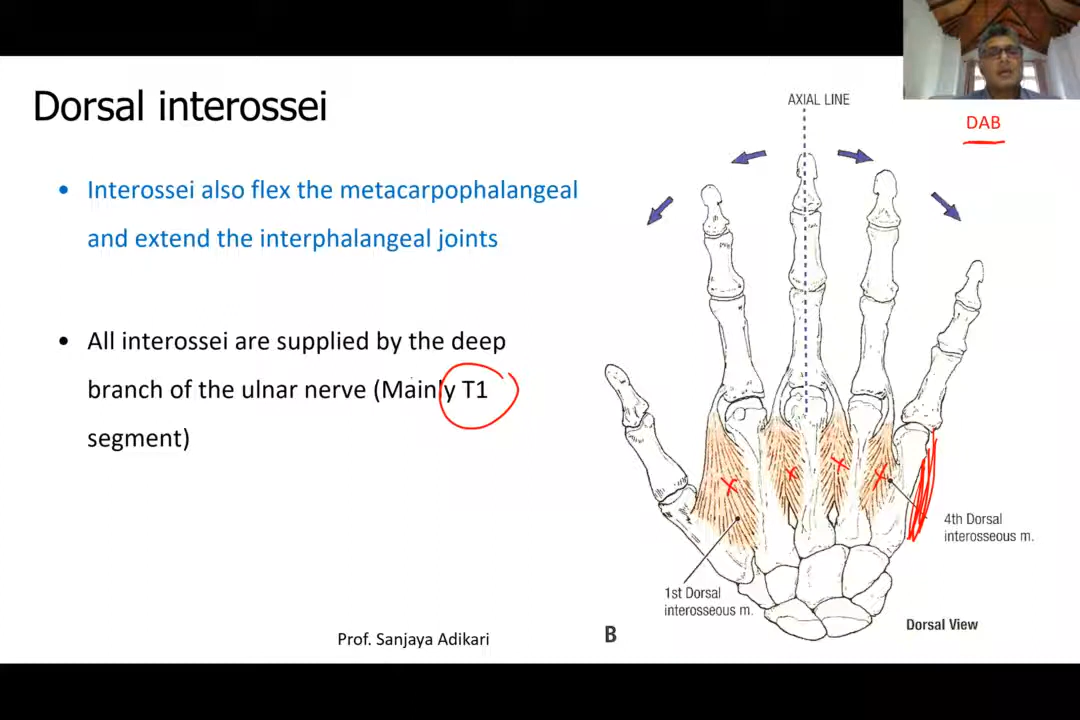 AXIAL LINE
DAB
Dorsal interossei
• Interossei also flex the metacarpophalangeal
and extend the interphalangeal joints
• All interossei are supplied by the deep
branch of the ulnar nerve (Mainly T1
segment)
4th Dorsal
interosseous m.
1st Dorsal
interosseous m.
Dorsal View
B
Prof. Sanjaya Adikari